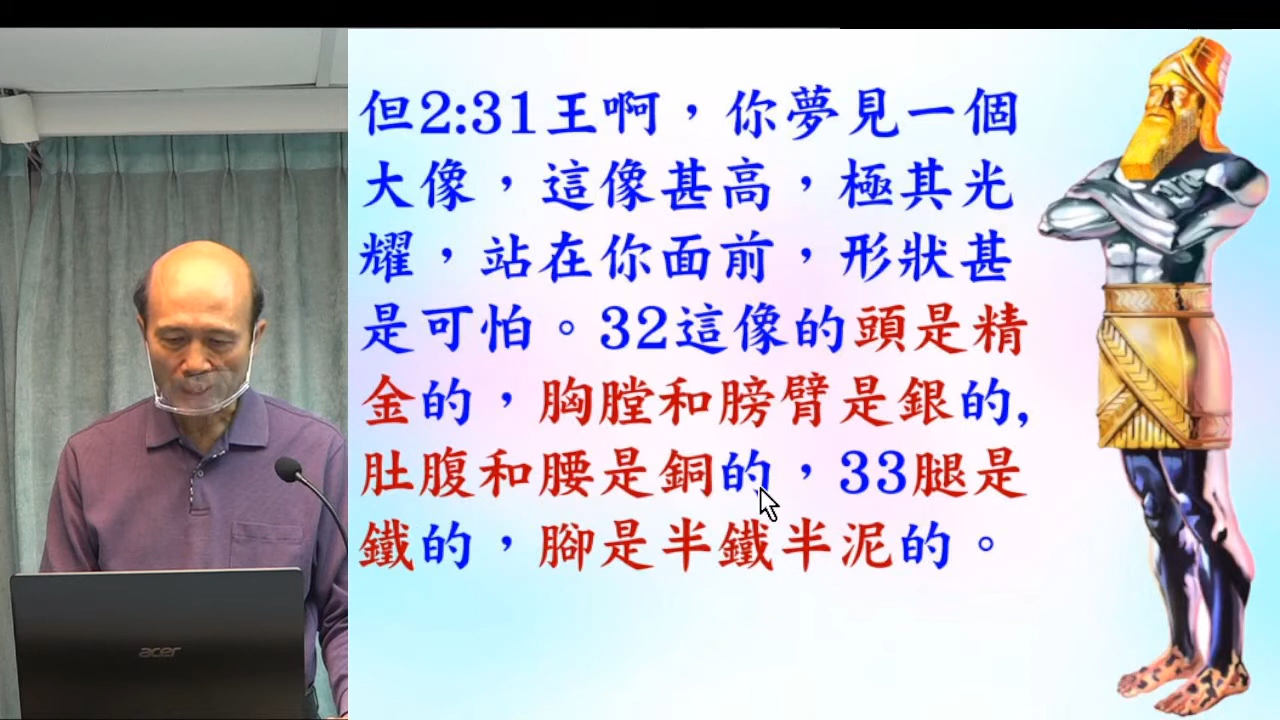 但2:31王啊，你夢見一個
大像，這像甚高，極其光
耀，站在你面前，形狀甚
是可怕。32這像的頭是精
金的，胸膛和膀臂是銀的,
肚腹和腰是銅的，33腿是
鐵的，腳是半鐵半泥的。
acer